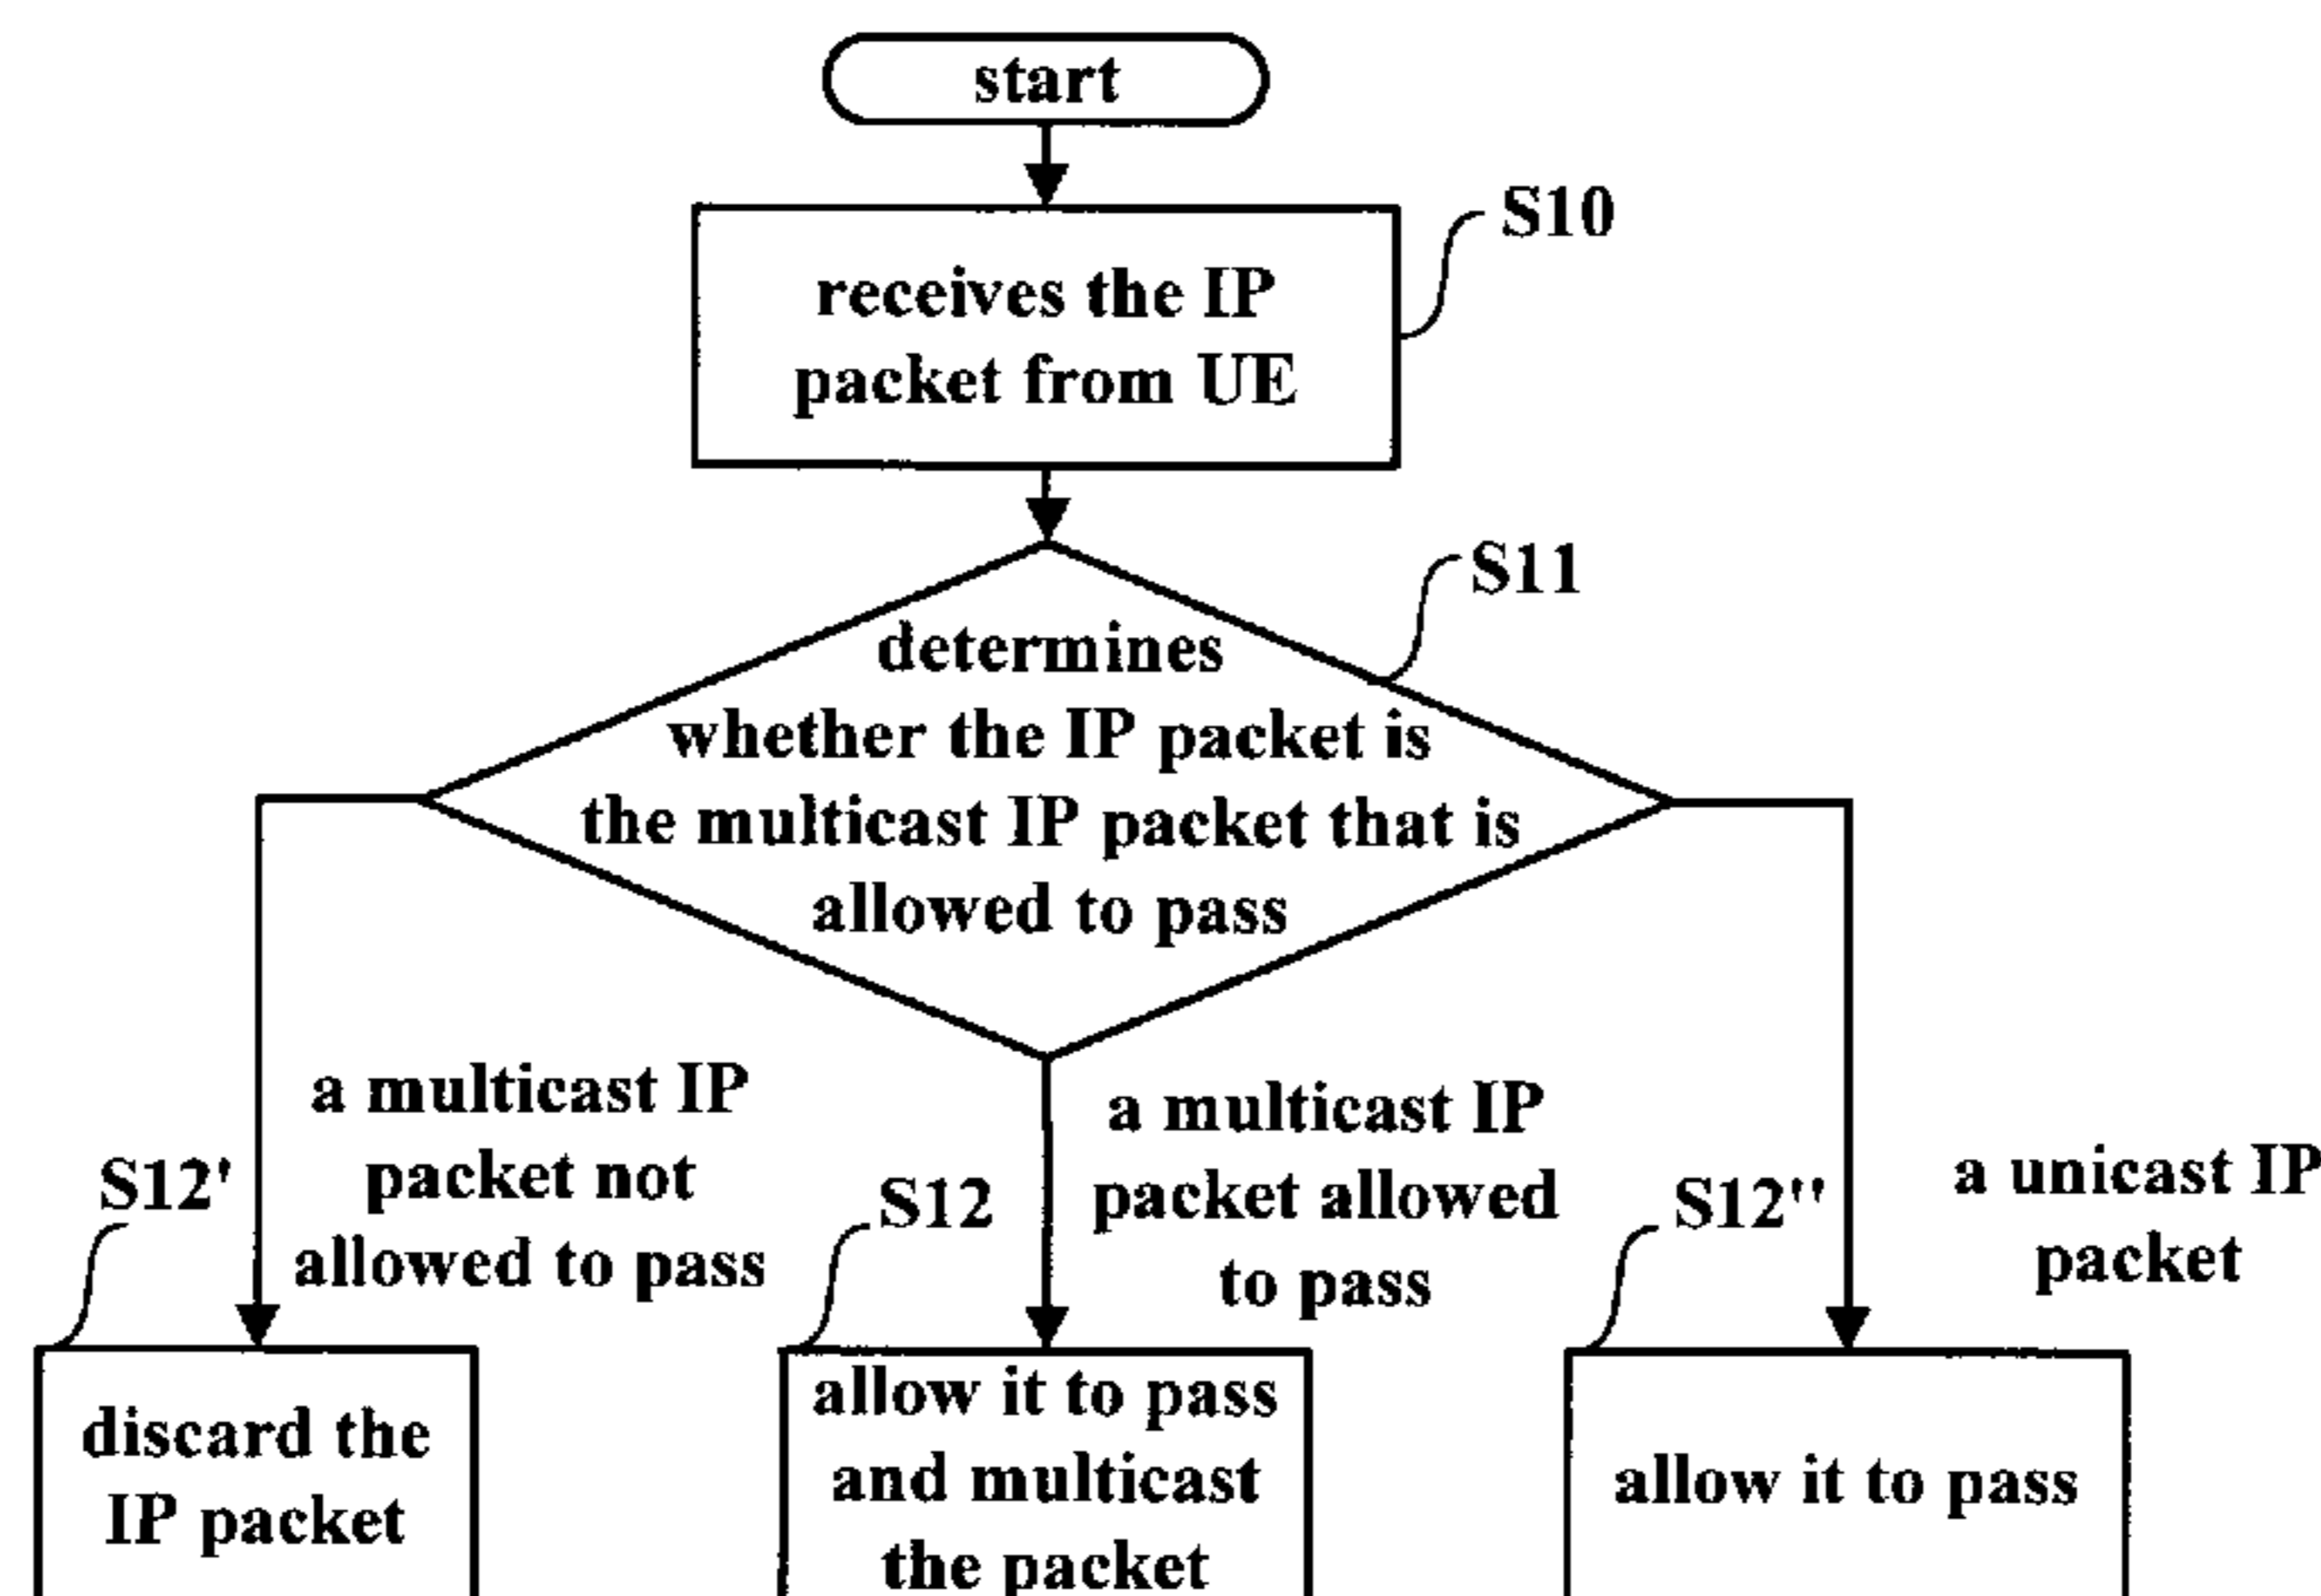 start
S10
receives the IP
packet from UE
S11
determines
whether the IP packet is
the multicast IP packet that is
allowed to pass
a multicast IP
packet not
allowed to pass
a multicast IP
packet allowed
to pass
a unicast IP
packet
S12'
S12
S12''
discard the
IP packet
allow it to pass
and multicast
the packet
allow it to pass